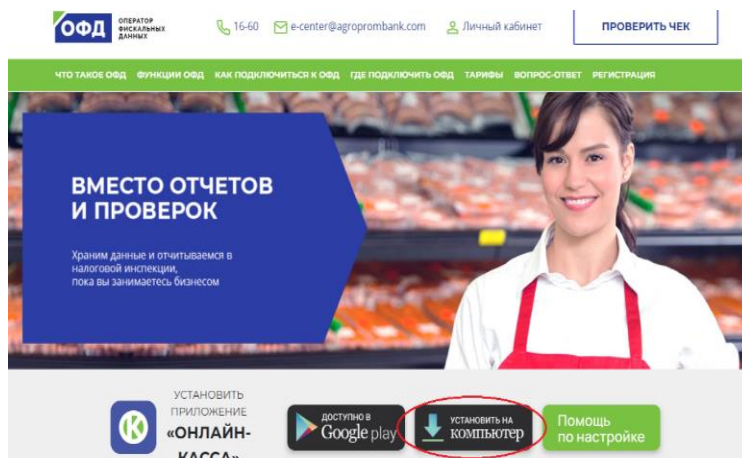 ОФД
ОПЕРАТОР
ФИСКАЛЬНЫХ
ДАННЫХ
16-60
e-center@agroprombank.com
Личный кабинет
ПРОВЕРИТЬ ЧЕК
ЧТО ТАКОЕ ОФД ФУНКЦИИ ОФД КАК ПОДКЛЮЧИТЬСЯ К ОФД ГДЕ ПОДКЛЮЧИТЬ ОФД ТАРИФЫ ВОПРОС-ОТВЕТ РЕГИСТРАЦИЯ
ВМЕСТО ОТЧЕТОВ
И ПРОВЕРОК
Храним данные и отчитываемся в
налоговой инспекции,
пока вы занимаетесь бизнесом
УСТАНОВИТЬ
ПРИЛОЖЕНИЕ
«ОНЛАЙН-
КАССА»
ДОСТУПНО В
Google play
УСТАНОВИТЬ НА
КОМПЬЮТЕР
Помощь
по настройке